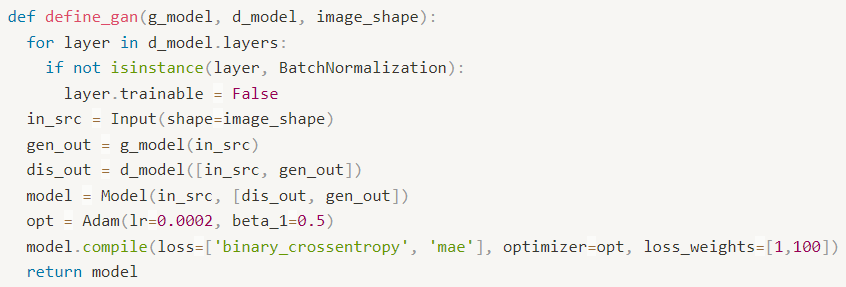 def define_gan(g_model, d_model, image_shape):
  for layer in d_model.layers:
    if not isinstance(layer, BatchNormalization):
      layer.trainable = False
  in_src = Input(shape=image_shape)
  gen_out = g_model(in_src)
  dis_out = d_model([in_src, gen_out])
  model = Model(in_src, [dis_out, gen_out])
  opt = Adam(lr=0.0002, beta_1=0.5)
  model.compile(loss=['binary_crossentropy', 'mae'], optimizer=opt, loss_weights=[1,100])
  return model